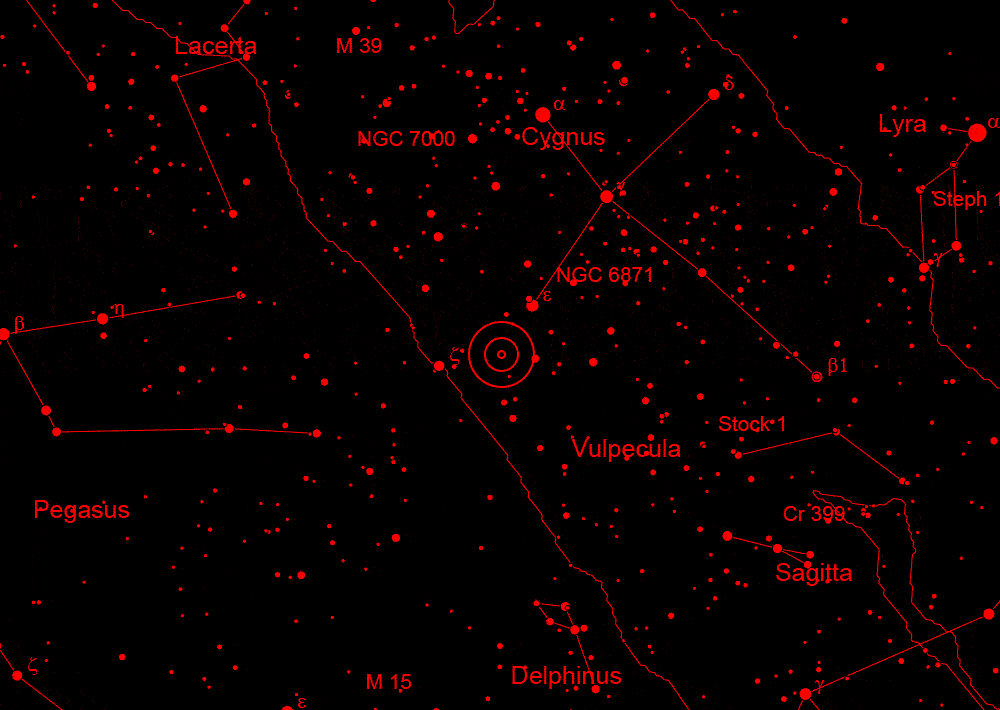 Lacerta
M 39
α
δ
Lyra
α
NGC 7000
Cygnus
γ
Steph 1
γ
NGC 6871
ε
β
η
ζ
β1
Stock 1
Vulpecula
Pegasus
Cr 399
Sagitta
ζ
M 15
Delphinus
γ
ε